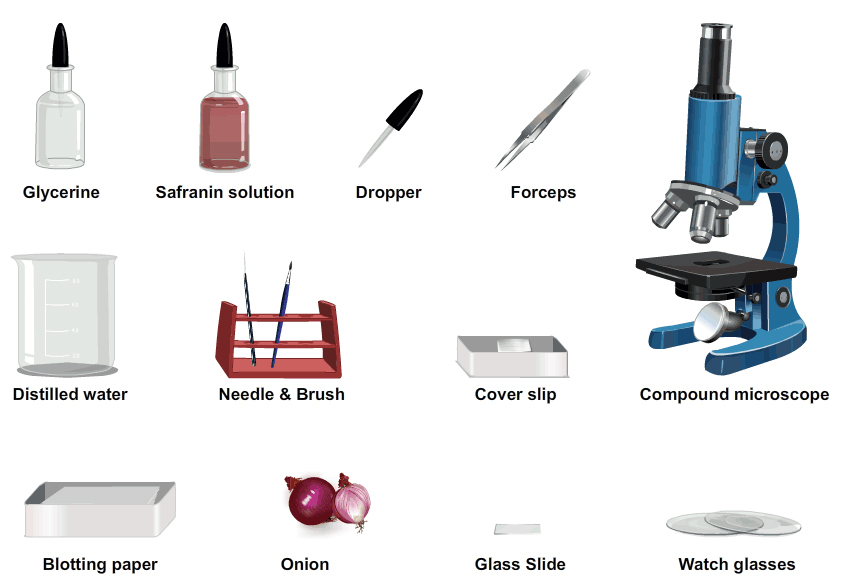 Glycerine
Safranin solution
Dropper
Forceps
Distilled water
Needle & Brush
Cover slip
Compound microscope
Blotting paper
Onion
Glass Slide
Watch glasses